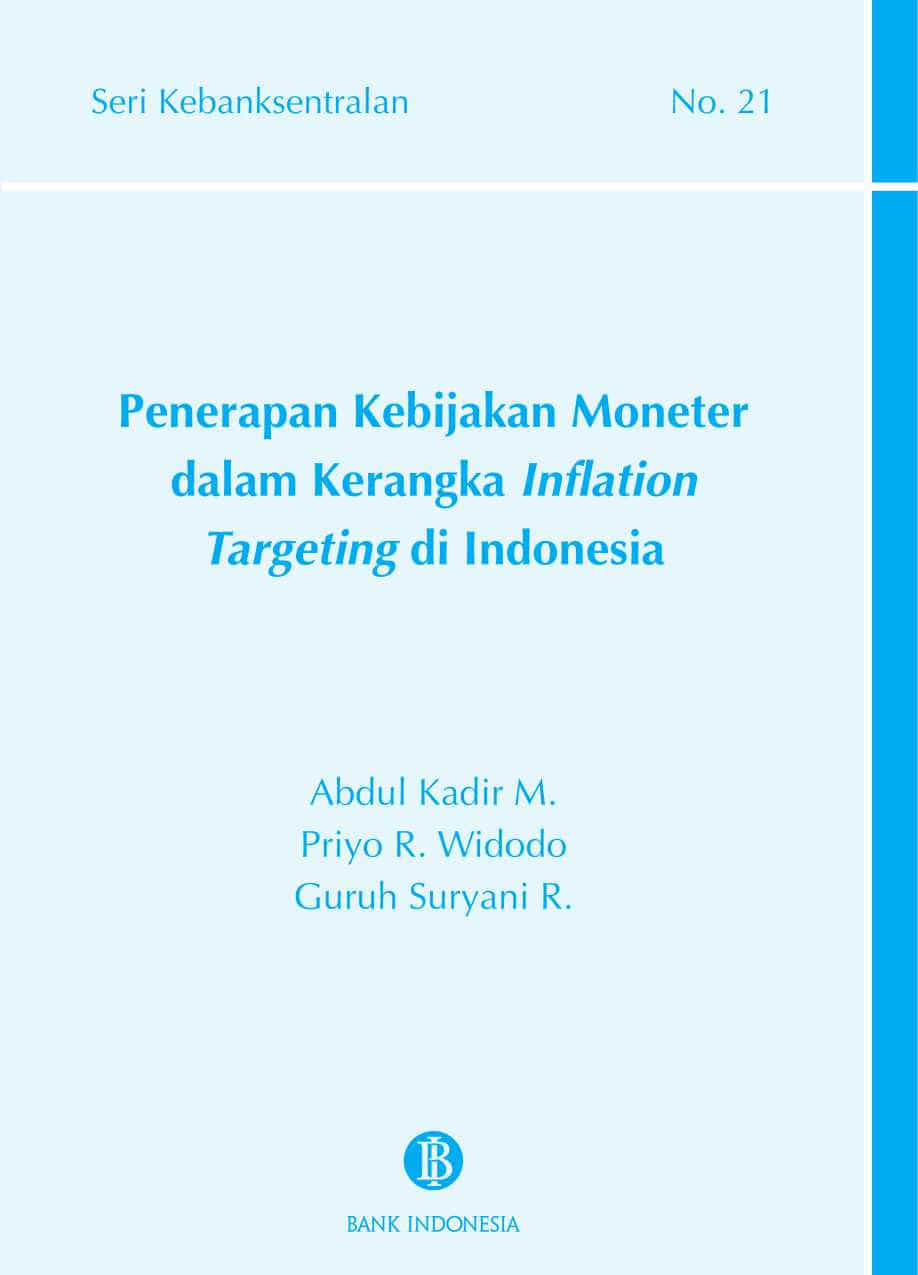 Seri Kebanksentralan No. 21
Penerapan Kebijakan Moneter
dalam Kerangka Inflation
Targeting di Indonesia
Abdul Kadir M.
Priyo R. Widodo
Guruh Suryani R.
BI
BANK INDONESIA